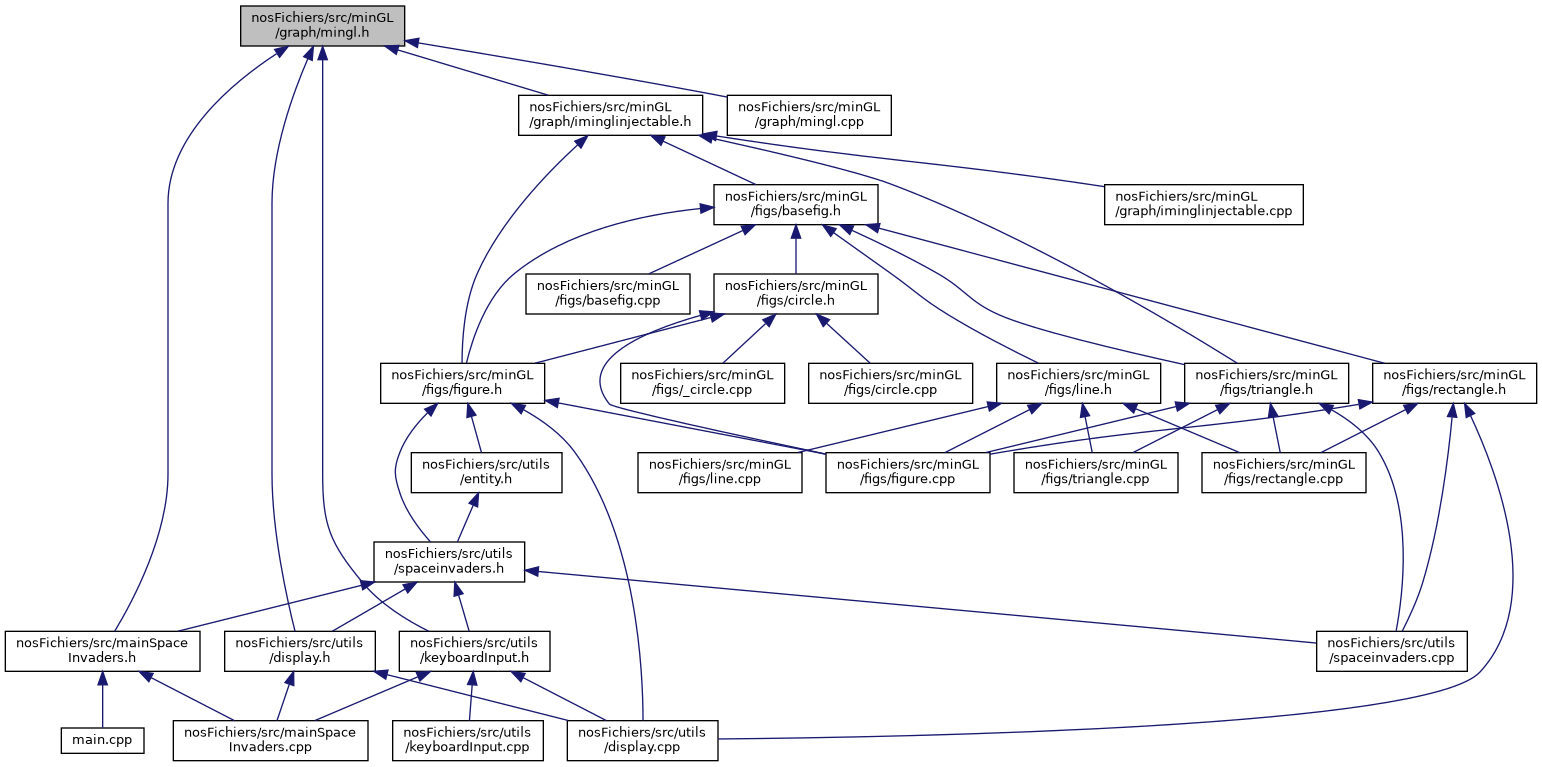 nosFichiers/src/minGL
/graph/mingl.h
nosFichiers/src/minGL
/graph/iminglinjectable.h
nosFichiers/src/minGL
/graph/mingl.cpp
nosFichiers/src/minGL
/figs/basefig.h
nosFichiers/src/minGL
/graph/iminglinjectable.cpp
nosFichiers/src/minGL
/figs/basefig.cpp
nosFichiers/src/minGL
/figs/circle.h
nosFichiers/src/minGL
/figs/figure.h
nosFichiers/src/minGL
/figs/_circle.cpp
nosFichiers/src/minGL
/figs/circle.cpp
nosFichiers/src/minGL
/figs/line.h
nosFichiers/src/minGL
/figs/triangle.h
nosFichiers/src/minGL
/figs/rectangle.h
nosFichiers/src/utils
/entity.h
nosFichiers/src/minGL
/figs/line.cpp
nosFichiers/src/minGL
/figs/figure.cpp
nosFichiers/src/minGL
/figs/triangle.cpp
nosFichiers/src/minGL
/figs/rectangle.cpp
nosFichiers/src/utils
/spaceinvaders.h
nosFichiers/src/mainSpace
Invaders.h
nosFichiers/src/utils
/display.h
nosFichiers/src/utils
/keyboardInput.h
nosFichiers/src/utils
/spaceinvaders.cpp
main.cpp
nosFichiers/src/mainSpace
Invaders.cpp
nosFichiers/src/utils
/keyboardInput.cpp
nosFichiers/src/utils
/display.cpp